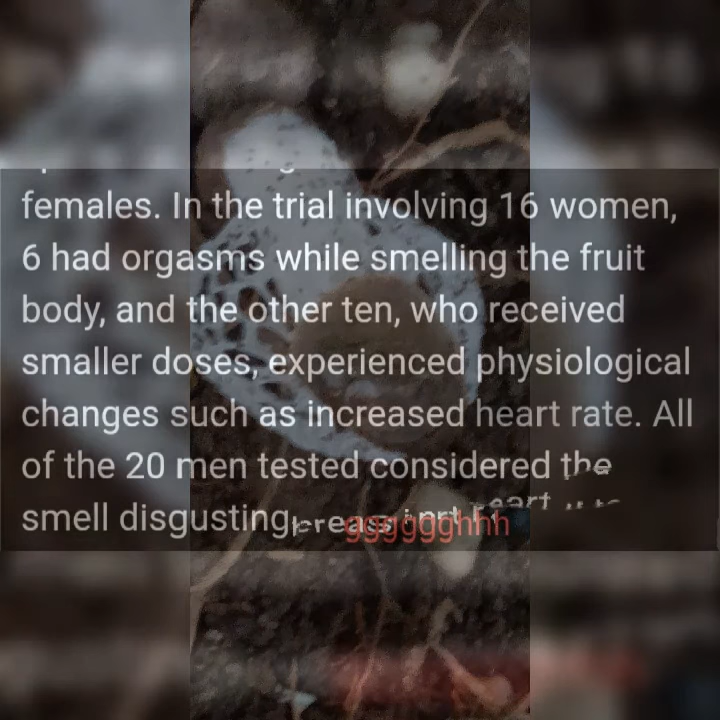 females. In the trial involving 16 women,
6 had orgasms while smelling the fruit
body, and the other ten, who received
smaller doses, experienced physiological
changes such as increased heart rate. All
of the 20 men tested considered the
smell disgusting
ggggggghhh